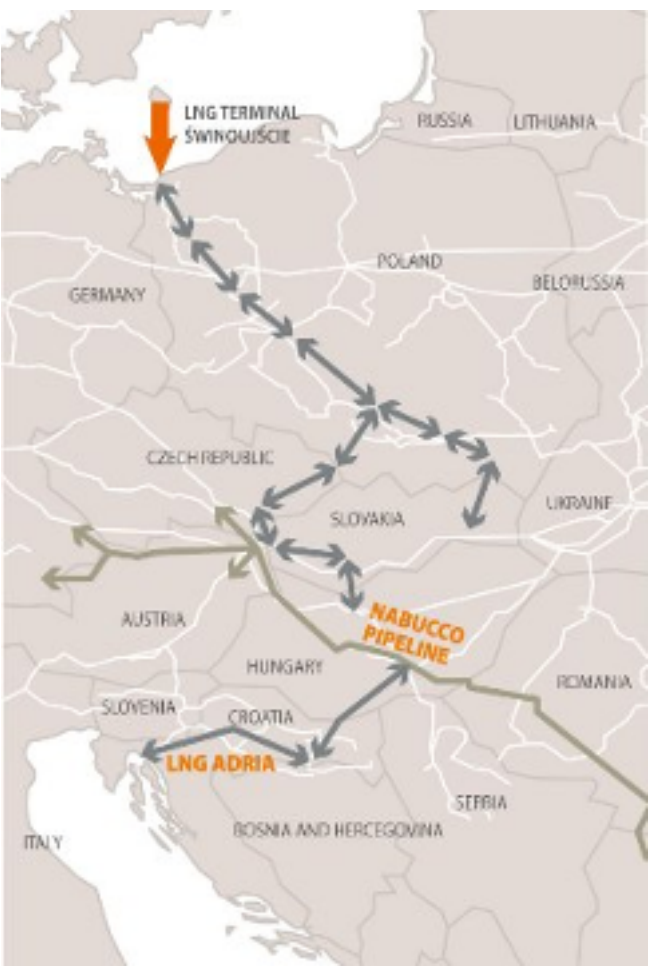 LNG TERMINAL
ŚWINOUJŚCIE
RUSSIA
LITHUANIA
POLAND
BELORUSSIA
GERMANY
CZECH REPUBLIC
SLOVAKIA
UKRAINE
AUSTRIA
NABUCCO
PIPELINE
HUNGARY
ROMANIA
SLOVENIA
CROATIA
LNG ADRIA
SERBIA
BOSNIA AND HERCEGOVINA
ITALY